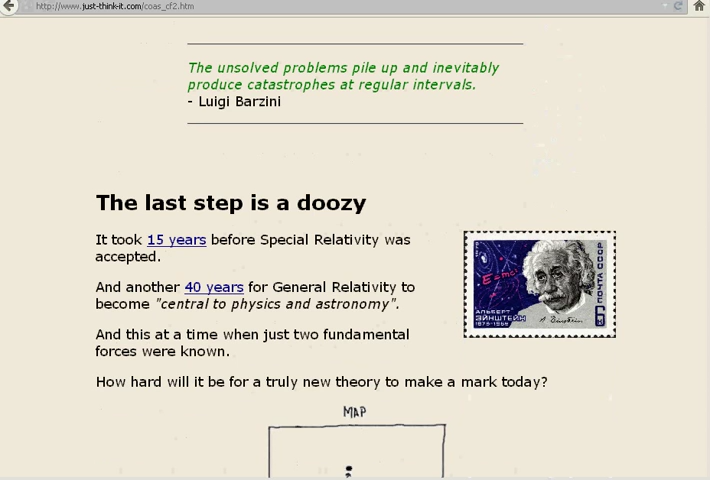 http://www.just-think-it.com/coas_cf2.htm
The unsolved problems pile up and inevitably
produce catastrophes at regular intervals.
- Luigi Barzini
The last step is a doozy
It took 15 years before Special Relativity was
accepted.
And another 40 years for General Relativity to
become "central to physics and astronomy".
And this at a time when just two fundamental
forces were known.
How hard will it be for a truly new theory to make a mark today?
E=mc²
ПОЧТА
АЛЬБЕРТ
ЭЙНШТЕЙН
A. Einstein
6
MAP